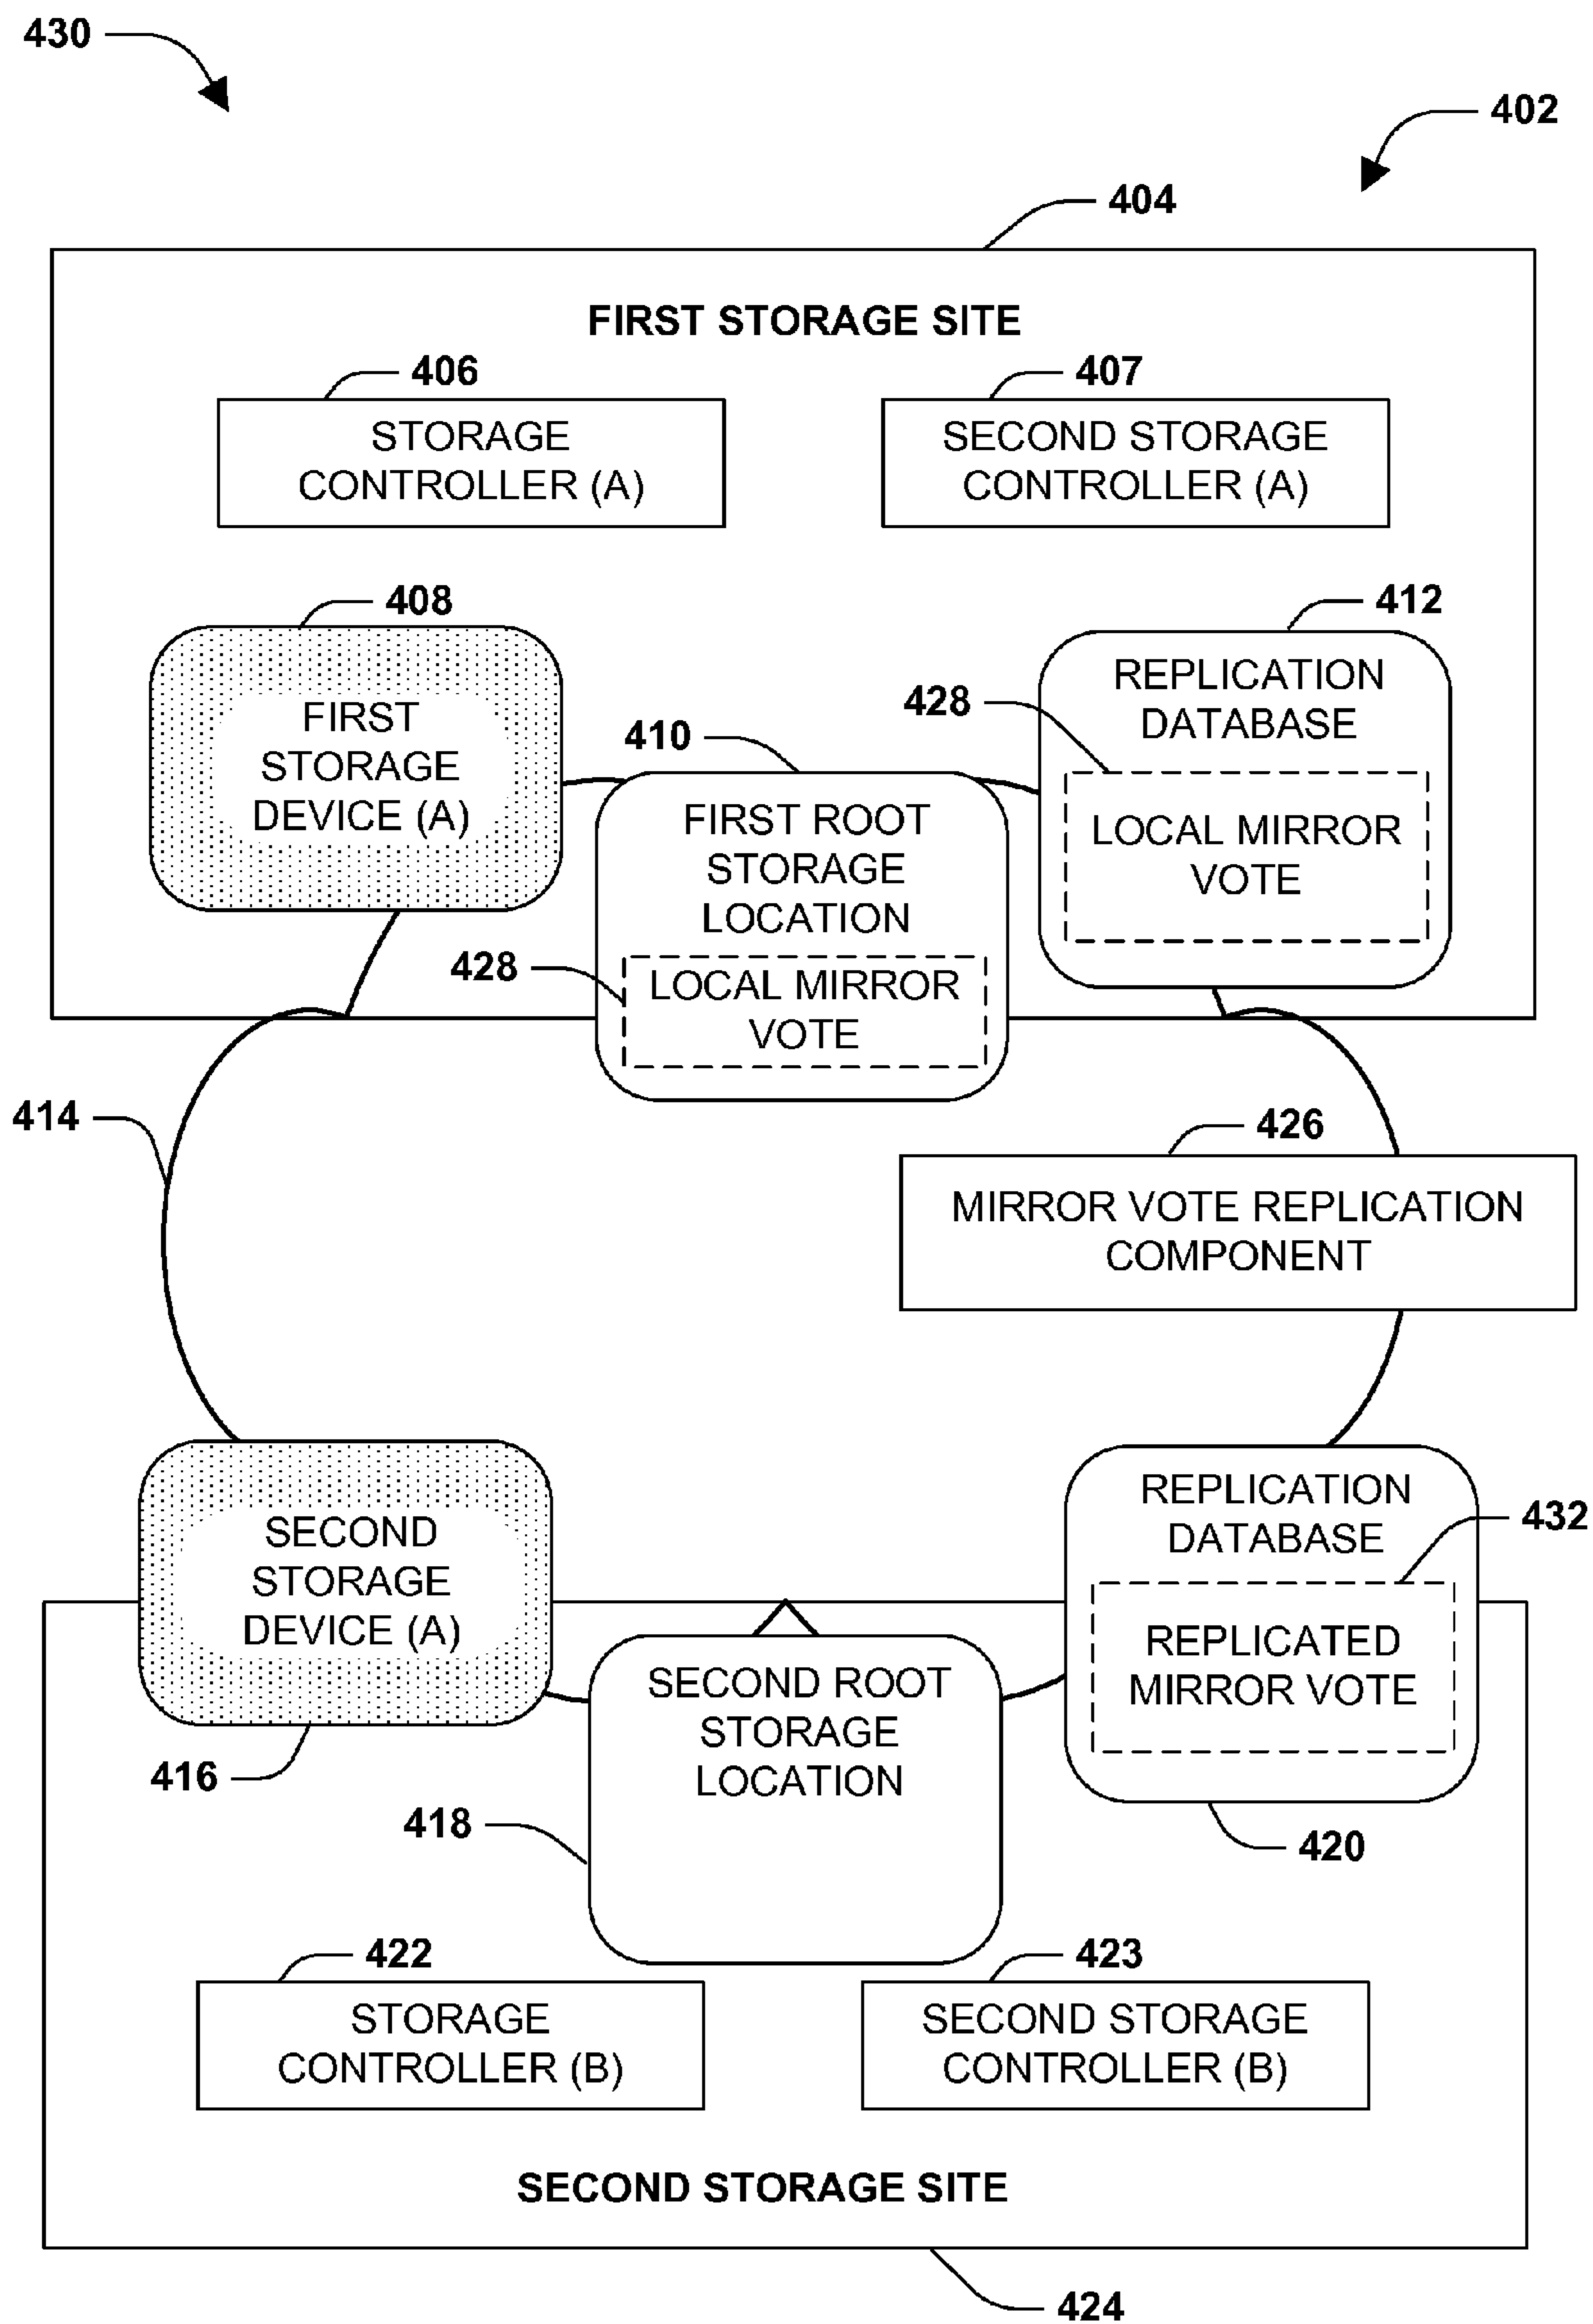 430
402
404
FIRST STORAGE SITE
406
407
STORAGE
CONTROLLER (A)
SECOND STORAGE
CONTROLLER (A)
408
412
FIRST
STORAGE
DEVICE (A)
410
428
REPLICATION
DATABASE
LOCAL MIRROR
VOTE
FIRST ROOT
STORAGE
LOCATION
428
LOCAL MIRROR
VOTE
414
426
MIRROR VOTE REPLICATION
COMPONENT
SECOND
STORAGE
DEVICE (A)
416
REPLICATION
DATABASE
432
REPLICATED
MIRROR VOTE
420
SECOND ROOT
STORAGE
LOCATION
418
422
423
STORAGE
CONTROLLER (B)
SECOND STORAGE
CONTROLLER (B)
SECOND STORAGE SITE
424